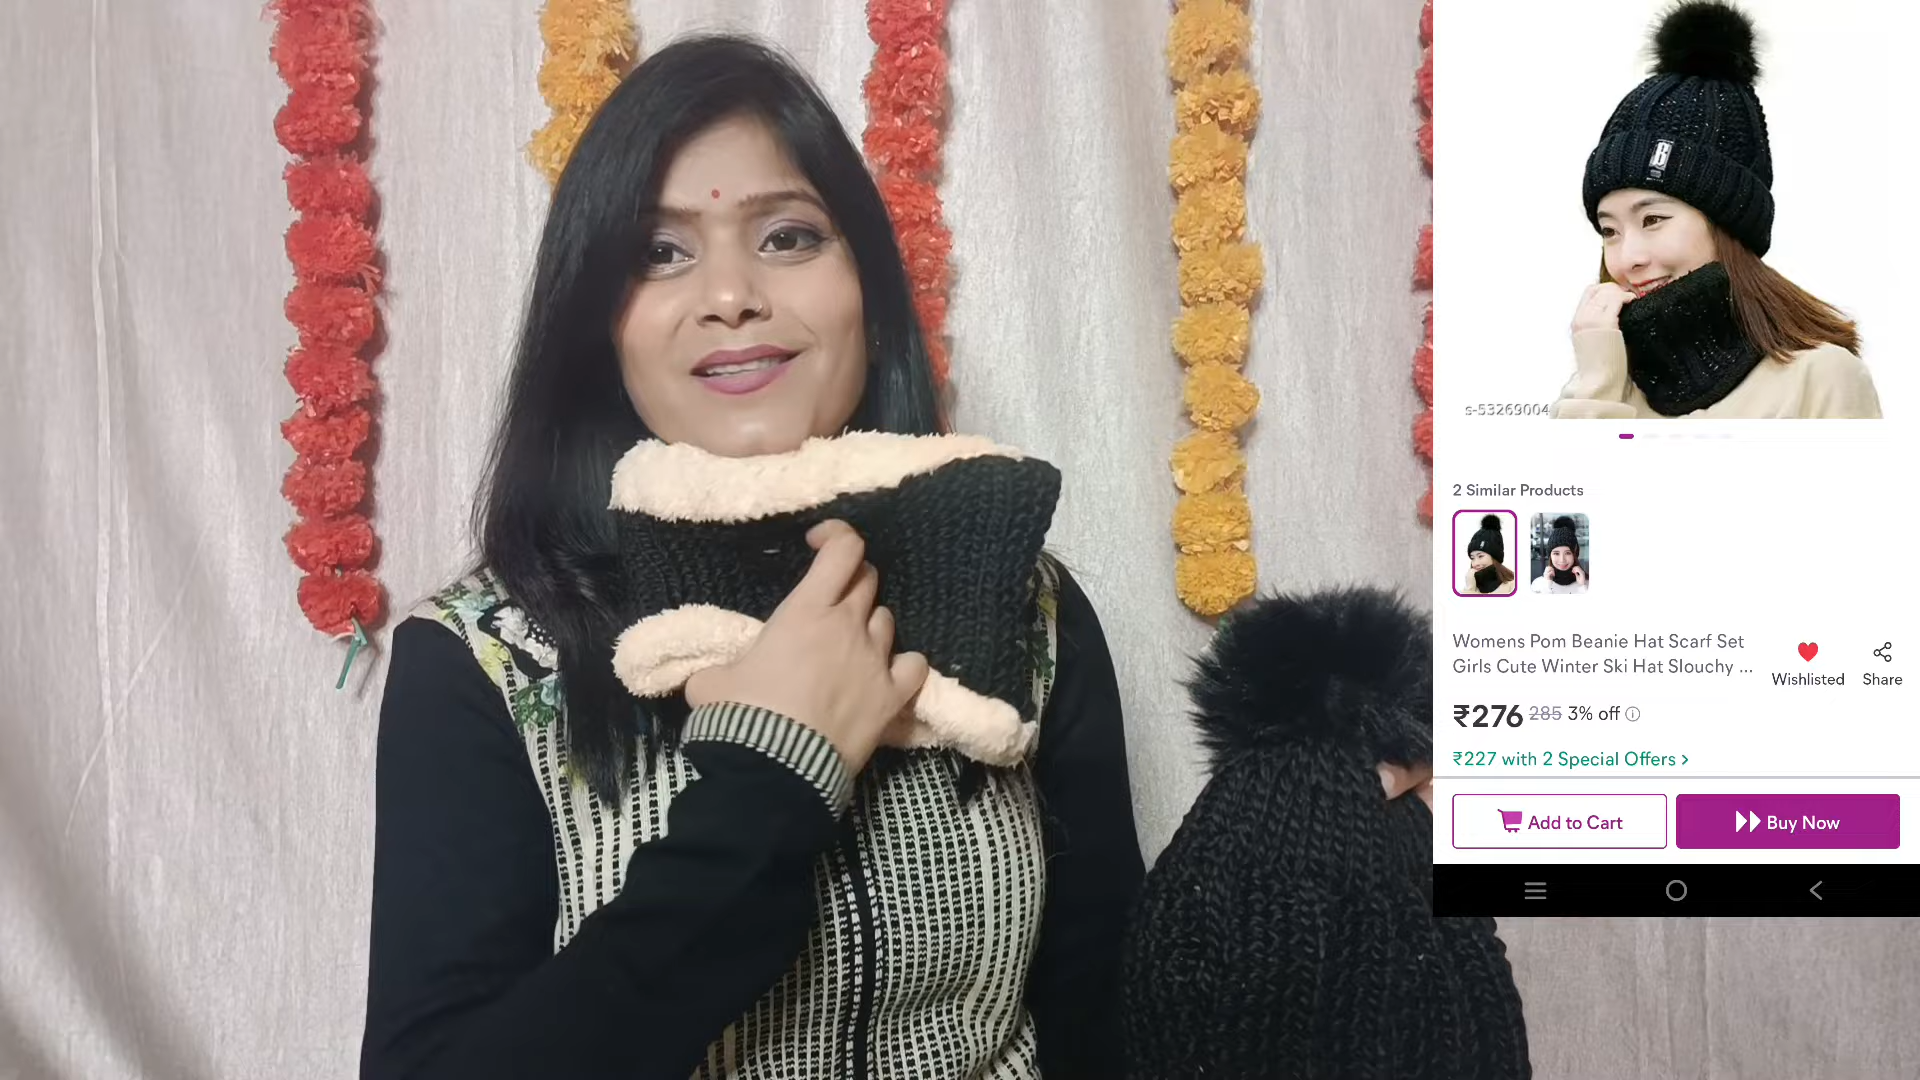 B
s-53269004
2 Similar Products
Womens Pom Beanie Hat Scarf Set
Girls Cute Winter Ski Hat Slouchy ...
Wishlisted
Share
₹276 285 3% off
₹227 with 2 Special Offers >
Add to Cart
Buy Now